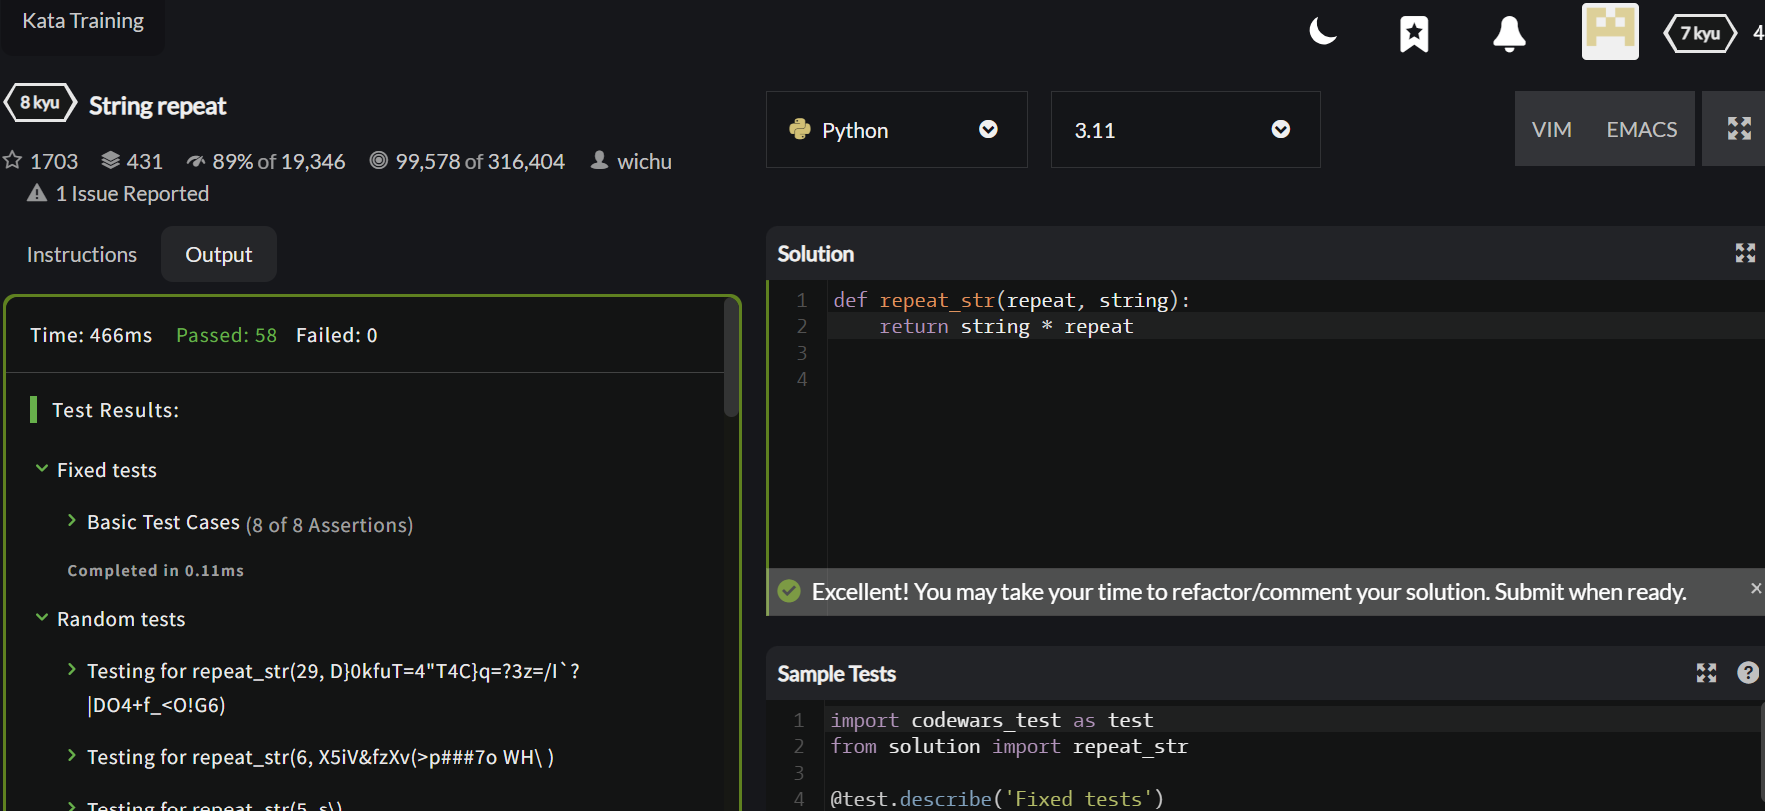 Kata Training
7 kyu
4
8 kyu
String repeat
1703 431 89% of 19,346 99,578 of 316,404 wichu
1 Issue Reported
Python
3.11
VIM EMACS
Instructions
Output
Time: 466ms Passed: 58 Failed: 0
Test Results:
Fixed tests
Basic Test Cases (8 of 8 Assertions)
Completed in 0.11ms
Random tests
Testing for repeat_str(29, D}0kfuT=4"T4C}q=?3z=/I`?
|DO4+f_<O!G6)
Testing for repeat_str(6, X5iV&fzXv(>p###7o WH\ )
Testing for repeat_str(5, s\)
Solution
1 def repeat_str(repeat, string):
2 return string * repeat
3
4
Excellent! You may take your time to refactor/comment your solution. Submit when ready.
×
Sample Tests
?
1 import codewars_test as test
2 from solution import repeat_str
3
4 @test.describe('Fixed tests')